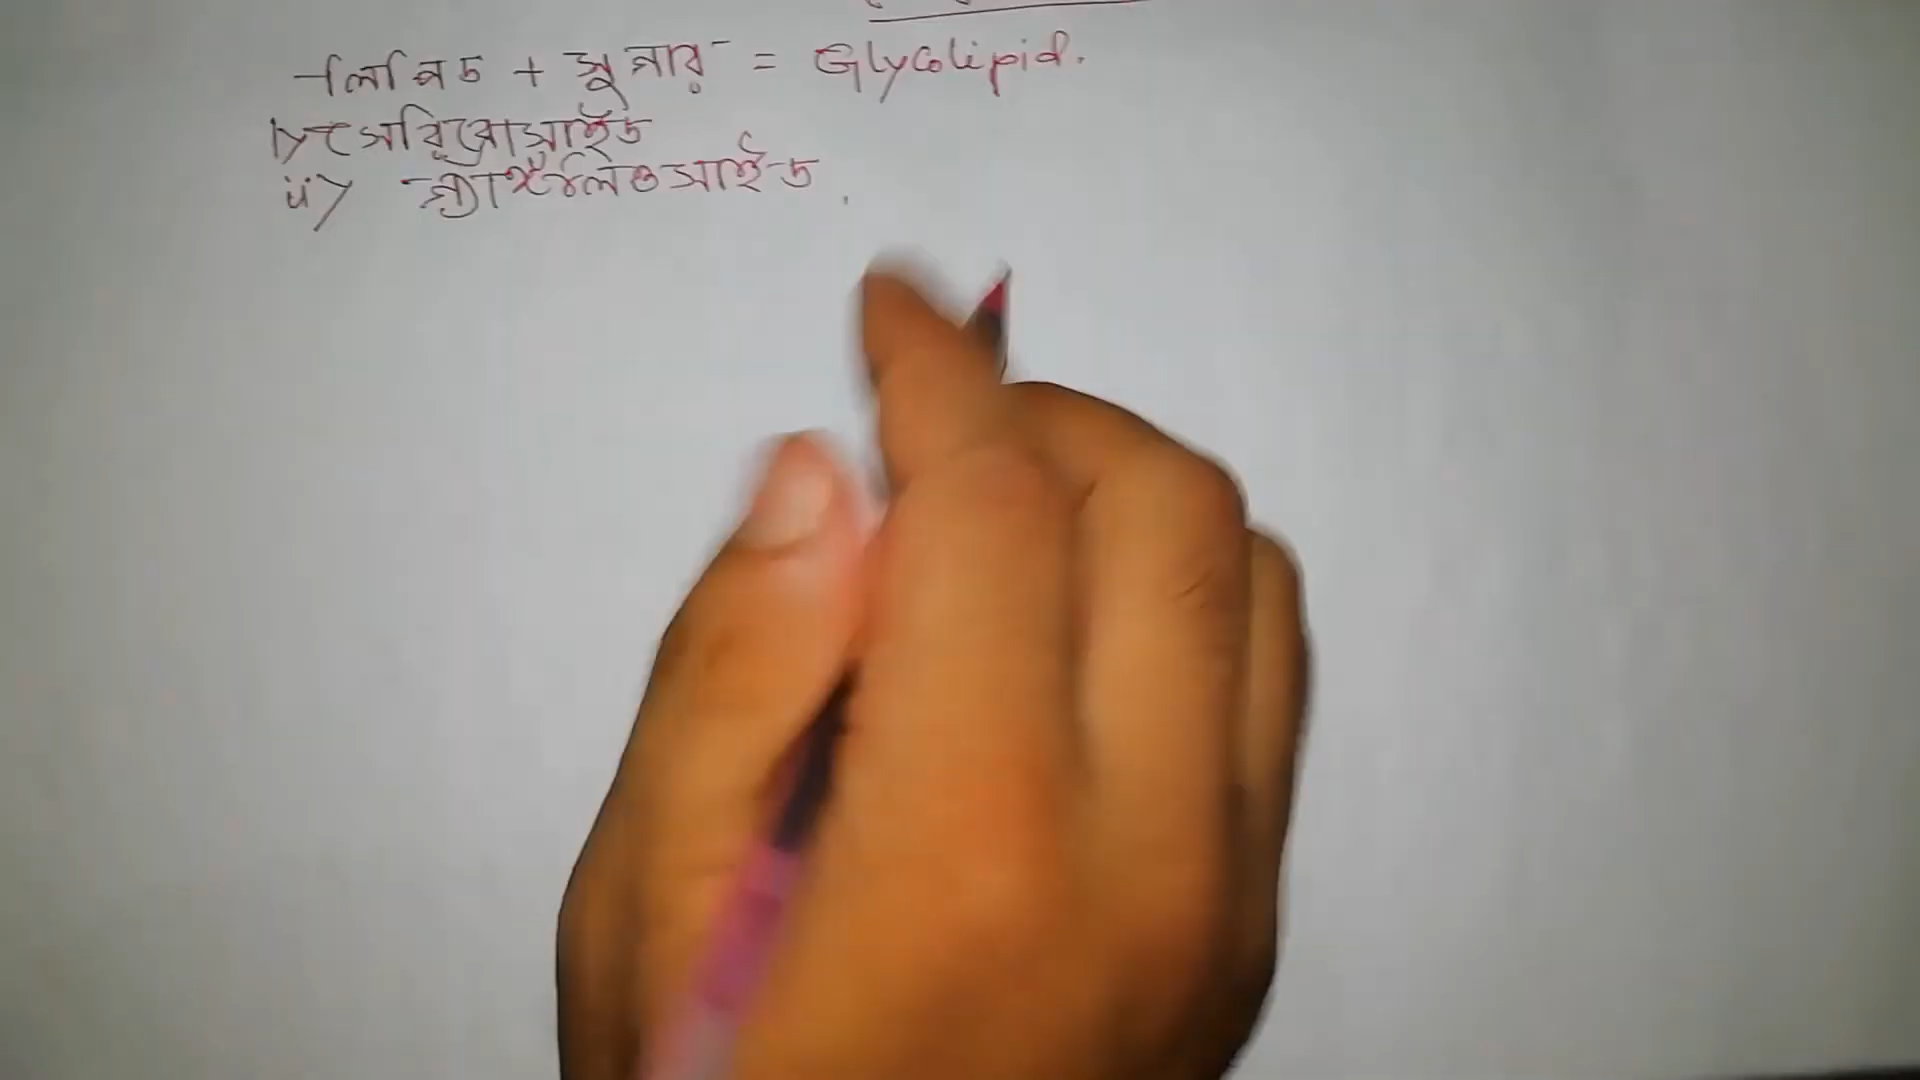 লিপিড + সুগার = Glycolipid.
i> সেরিব্রোসাইড
ii> গ্যাংগ্লিওসাইড.